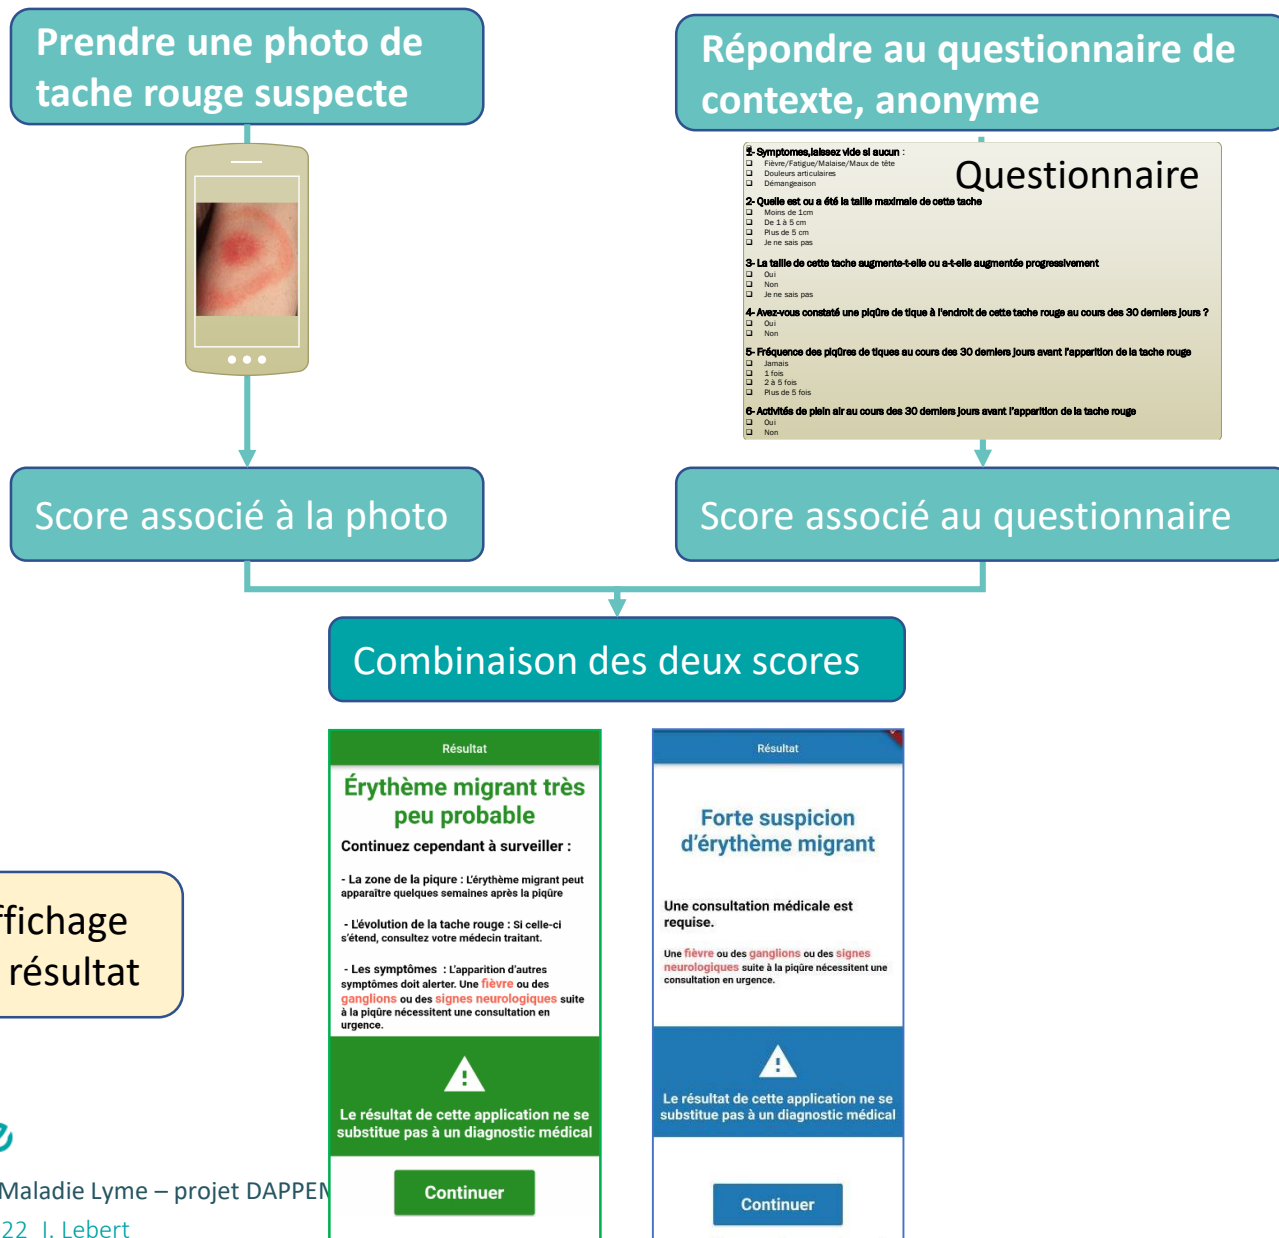 Prendre une photo de
tache rouge suspecte
Répondre au questionnaire de
contexte, anonyme
Questionnaire
1- Symptomes,laissez vide si aucun :
Fièvre/Fatigue/Malaise/Maux de tête
Douleurs articulaires
Démangeaison
2- Quelle est ou a été la taille maximale de cette tache
Moins de 1cm
De 1 à 5 cm
Plus de 5 cm
Je ne sais pas
3- La taille de cette tache augmente-t-elle ou a-t-elle augmentée progressivement
Oui
Non
Je ne sais pas
4- Avez-vous constaté une piqûre de tique à l'endroit de cette tache rouge au cours des 30 derniers jours ?
Oui
Non
5- Fréquence des piqûres de tiques au cours des 30 derniers jours avant l'apparition de la tache rouge
Jamais
1 fois
2 à 5 fois
Plus de 5 fois
6- Activités de plein air au cours des 30 derniers jours avant l'apparition de la tache rouge
Oui
Non
Score associé à la photo
Score associé au questionnaire
Combinaison des deux scores
Résultat
Érythème migrant très
peu probable
Continuez cependant à surveiller :
- La zone de la piqure : L'érythème migrant peut
apparaître quelques semaines après la piqûre
- L'évolution de la tache rouge : Si celle-ci
s'étend, consultez votre médecin traitant.
- Les symptômes : L'apparition d'autres
symptômes doit alerter. Une fièvre ou des
ganglions ou des signes neurologiques suite
à la piqûre nécessitent une consultation en
urgence.
Le résultat de cette application ne se
substitue pas à un diagnostic médical
Continuer
Résultat
Forte suspicion
d'érythème migrant
Une consultation médicale est
requise.
Une fièvre ou des ganglions ou des signes
neurologiques suite à la piqûre nécessitent une
consultation en urgence.
Le résultat de cette application ne se
substitue pas à un diagnostic médical
Continuer
ffichage
résultat
Maladie Lyme – projet DAPPEM
22 I. Lebert